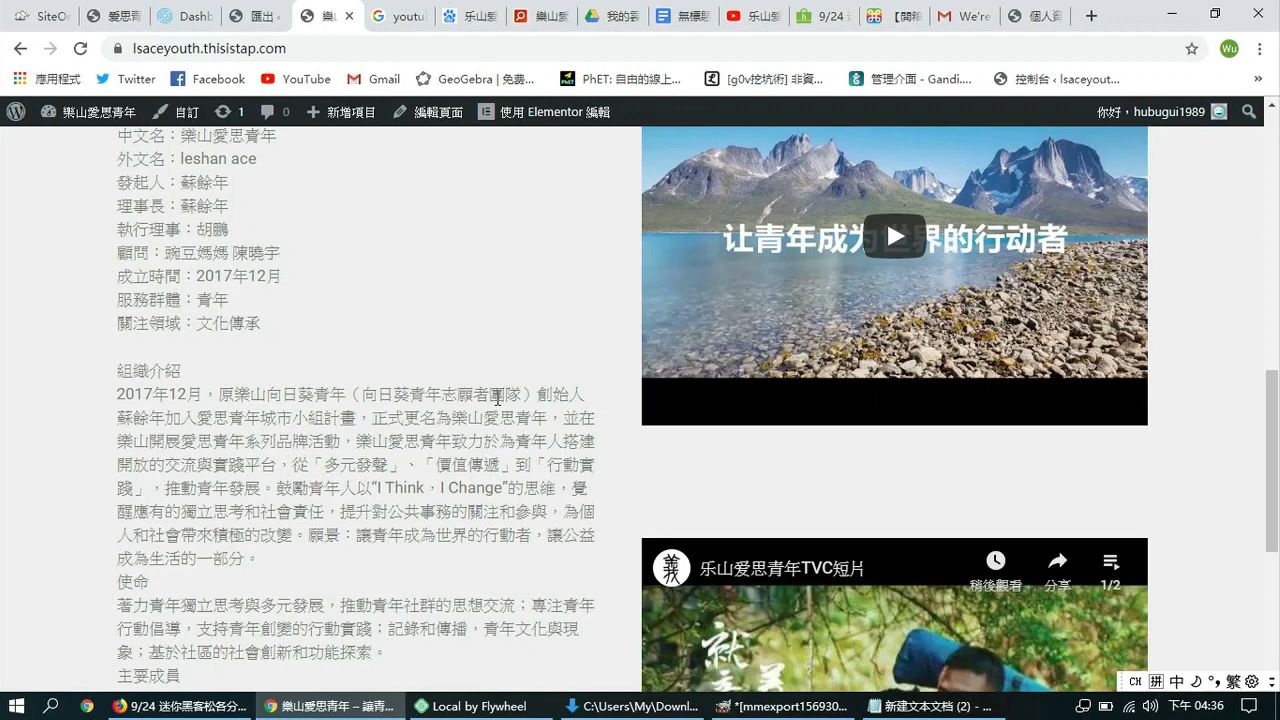 SiteOr
愛思青
Dashb
匯出
樂山
youtu
乐山爱
樂山愛
我的雲
無標題
乐山爱
9/24
【開箱
We're
個人資
lsaceyouth.thisistap.com
Wu
應用程式
Twitter
Facebook
YouTube
Gmail
GeoGebra | 免費...
PhET: 自由的線上...
[g0v挖坑術] 非資...
管理介面 - Gandi....
控制台 ‹ lsaceyout...
»
樂山愛思青年
自訂
1
0
新增項目
編輯頁面
使用 Elementor 編輯
你好，hubugui1989
中文名：樂山愛思青年
外文名：leshan ace
發起人：蘇餘年
理事長：蘇餘年
執行理事：胡鵬
顧問：豌豆媽媽 陳曉宇
成立時間：2017年12月
服務群體：青年
關注領域：文化傳承
組織介紹
2017年12月，原樂山向日葵青年（向日葵青年志願者團隊）創始人
蘇餘年加入愛思青年城市小組計畫，正式更名為樂山愛思青年，並在
樂山開展愛思青年系列品牌活動，樂山愛思青年致力於為青年人搭建
開放的交流與實踐平台，從「多元發聲」、「價值傳遞」到「行動實
踐」，推動青年發展。鼓勵青年人以“I Think，I Change”的思維，覺
醒應有的獨立思考和社會責任，提升對公共事務的關注和參與，為個
人和社會帶來積極的改變。願景：讓青年成為世界的行動者，讓公益
成為生活的一部分。
使命
著力青年獨立思考與多元發展，推動青年社群的思想交流；專注青年
行動倡導，支持青年創變的行動實踐；記錄和傳播，青年文化與現
象；基於社區的社會創新和功能探索。
主要成員
让青年成为世界的行动者
乐山爱思青年TVC短片
稍後觀看
分享
1/2
CH 拼 中 繁
9/24 迷你黑客松各分...
樂山愛思青年 – 讓青...
Local by Flywheel
C:\Users\My\Downl...
*[mmexport156930...
新建文本文档 (2) - ...
下午 04:36